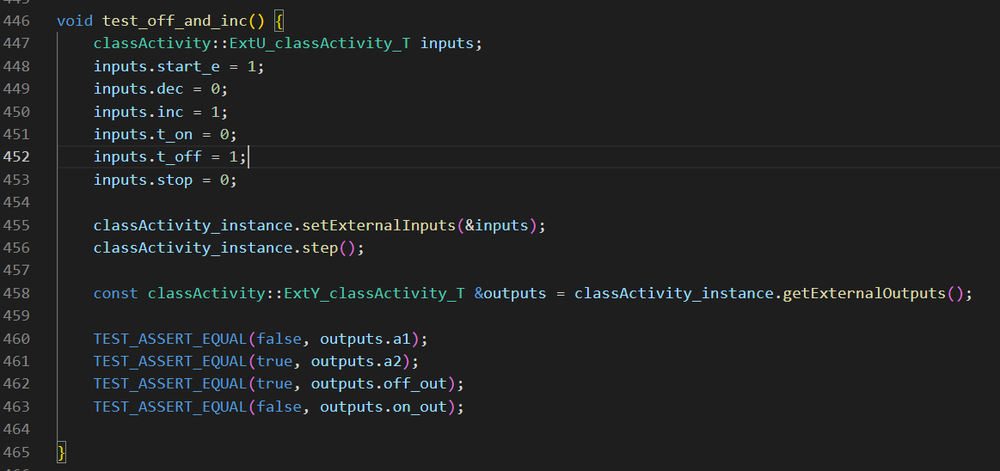 446 void test_off_and_inc() {
447 classActivity::ExtU_classActivity_T inputs;
448 inputs.start_e = 1;
449 inputs.dec = 0;
450 inputs.inc = 1;
451 inputs.t_on = 0;
452 inputs.t_off = 1;
453 inputs.stop = 0;
454
455 classActivity_instance.setExternalInputs(&inputs);
456 classActivity_instance.step();
457
458 const classActivity::ExtY_classActivity_T &outputs = classActivity_instance.getExternalOutputs();
459
460 TEST_ASSERT_EQUAL(false, outputs.a1);
461 TEST_ASSERT_EQUAL(true, outputs.a2);
462 TEST_ASSERT_EQUAL(true, outputs.off_out);
463 TEST_ASSERT_EQUAL(false, outputs.on_out);
464
465 }